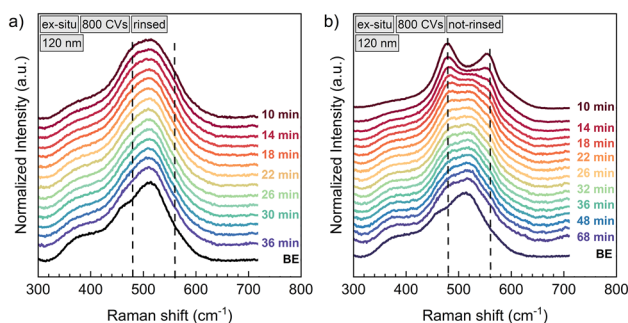 a)
ex-situ 800 CVs rinsed
120 nm
Normalized Intensity (a.u.)
10 min
14 min
18 min
22 min
26 min
30 min
36 min
BE
300 400 500 600 700 800
Raman shift (cm⁻¹)
b)
ex-situ 800 CVs not-rinsed
120 nm
Normalized Intensity (a.u.)
10 min
14 min
18 min
22 min
26 min
32 min
36 min
48 min
68 min
BE
300 400 500 600 700 800
Raman shift (cm⁻¹)